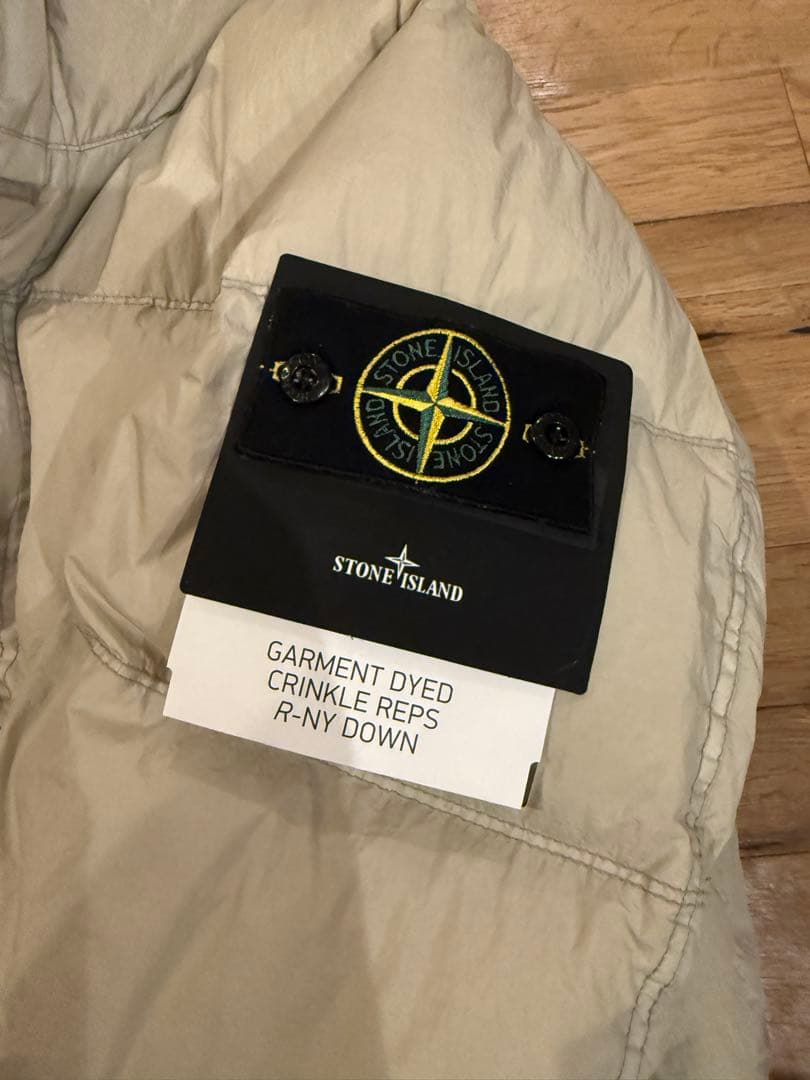 STONE ISLAND
STONE ISLAND
STONE ISLAND
GARMENT DYED
CRINKLE REPS
R-NY DOWN